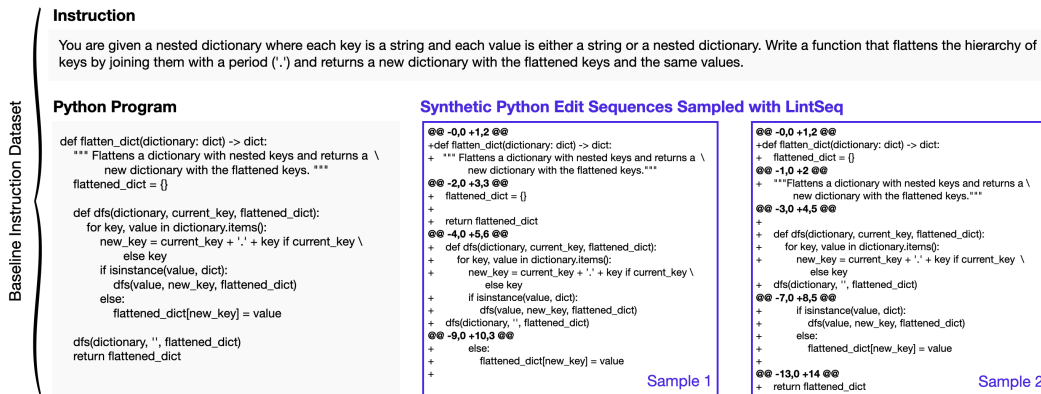 Instruction
You are given a nested dictionary where each key is a string and each value is either a string or a nested dictionary. Write a function that flattens the hierarchy of
keys by joining them with a period ('.') and returns a new dictionary with the flattened keys and the same values.
Baseline Instruction Dataset
Python Program
def flatten_dict(dictionary: dict) -> dict:
""" Flattens a dictionary with nested keys and returns a \
new dictionary with the flattened keys. """
flattened_dict = {}
def dfs(dictionary, current_key, flattened_dict):
for key, value in dictionary.items():
new_key = current_key + '.' + key if current_key \
else key
if isinstance(value, dict):
dfs(value, new_key, flattened_dict)
else:
flattened_dict[new_key] = value
dfs(dictionary, '', flattened_dict)
return flattened_dict
Synthetic Python Edit Sequences Sampled with LintSeq
@@ -0,0 +1,2 @@
+def flatten_dict(dictionary: dict) -> dict:
+ """ Flattens a dictionary with nested keys and returns a \
new dictionary with the flattened keys."""
@@ -2,0 +3,3 @@
+ flattened_dict = {}
+
+ return flattened_dict
@@ -4,0 +5,6 @@
+ def dfs(dictionary, current_key, flattened_dict):
+ for key, value in dictionary.items():
+ new_key = current_key + '.' + key if current_key \
else key
+ if isinstance(value, dict):
+ dfs(value, new_key, flattened_dict)
+ dfs(dictionary, '', flattened_dict)
@@ -9,0 +10,3 @@
+ else:
+ flattened_dict[new_key] = value
+
Sample 1
@@ -0,0 +1,2 @@
+def flatten_dict(dictionary: dict) -> dict:
+ flattened_dict = {}
@@ -1,0 +2 @@
+ """Flattens a dictionary with nested keys and returns a \
new dictionary with the flattened keys."""
@@ -3,0 +4,5 @@
+
+ def dfs(dictionary, current_key, flattened_dict):
+ for key, value in dictionary.items():
+ new_key = current_key + '.' + key if current_key \
else key
+ dfs(dictionary, '', flattened_dict)
@@ -7,0 +8,5 @@
+ if isinstance(value, dict):
+ dfs(value, new_key, flattened_dict)
+ else:
+ flattened_dict[new_key] = value
+
@@ -13,0 +14 @@
+ return flattened_dict
Sample 2